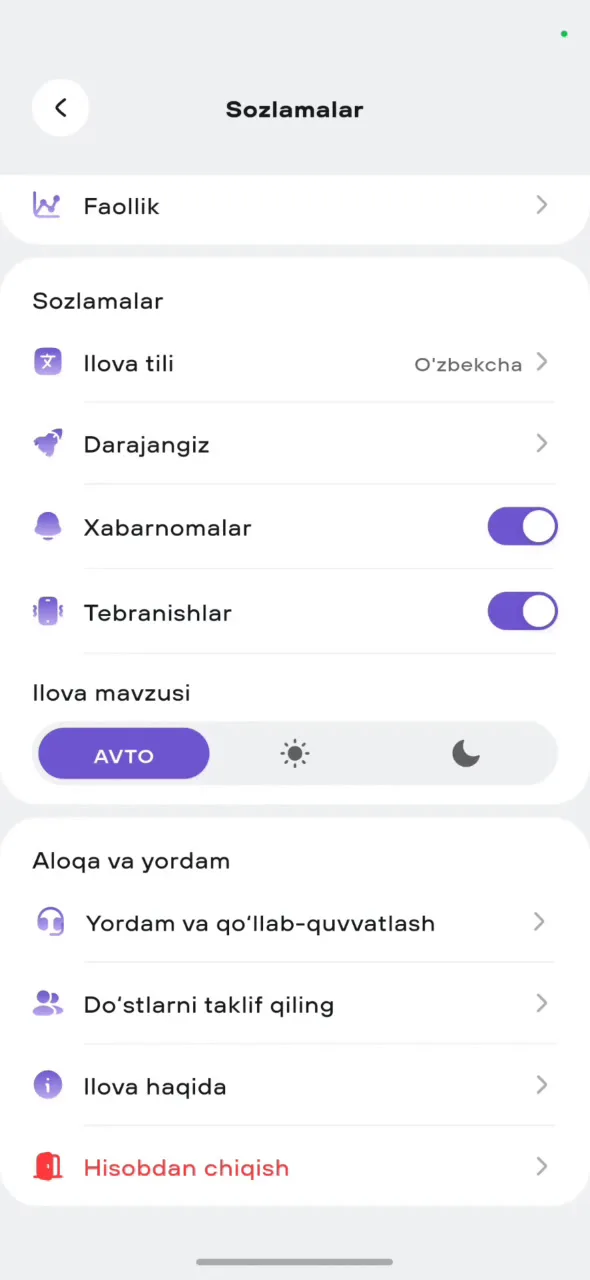 Sozlamalar
Faollik
Sozlamalar
Ilova tili O'zbekcha
Darajangiz
Xabarnomalar
Tebranishlar
Ilova mavzusi
AVTO
Aloqa va yordam
Yordam va qo‘llab-quvvatlash
Do‘stlarni taklif qiling
Ilova haqida
Hisobdan chiqish